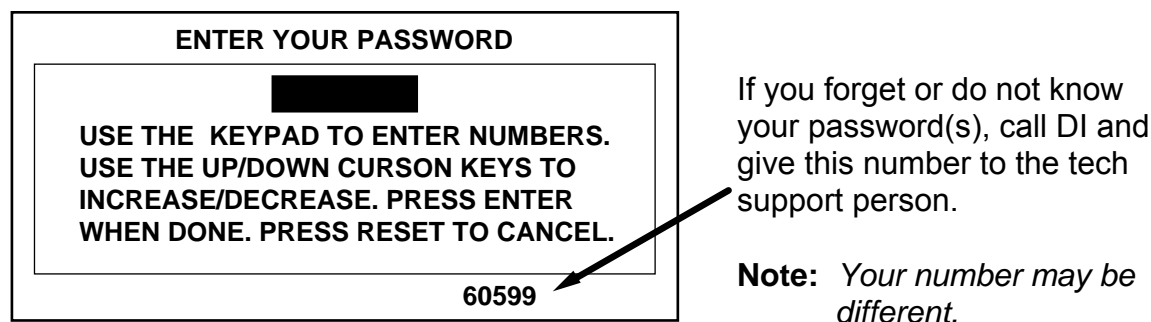 ENTER YOUR PASSWORD
USE THE KEYPAD TO ENTER NUMBERS.
USE THE UP/DOWN CURSON KEYS TO
INCREASE/DECREASE. PRESS ENTER
WHEN DONE. PRESS RESET TO CANCEL.
60599
If you forget or do not know
your password(s), call DI and
give this number to the tech
support person.
Note: Your number may be
different.